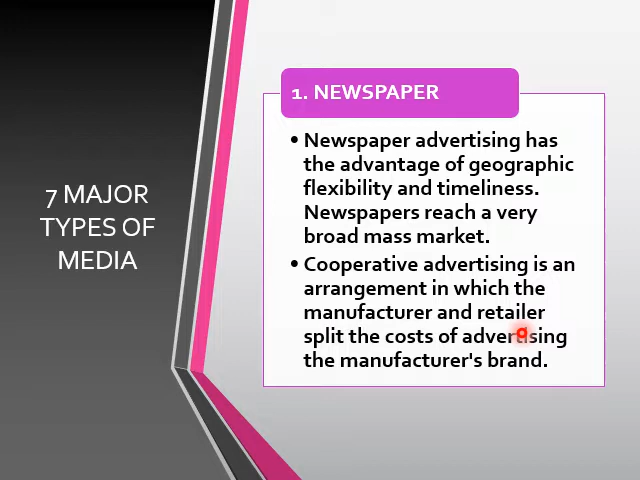 7 MAJOR
TYPES OF
MEDIA
1. NEWSPAPER
• Newspaper advertising has
the advantage of geographic
flexibility and timeliness.
Newspapers reach a very
broad mass market.
• Cooperative advertising is an
arrangement in which the
manufacturer and retailer
split the costs of advertising
the manufacturer's brand.